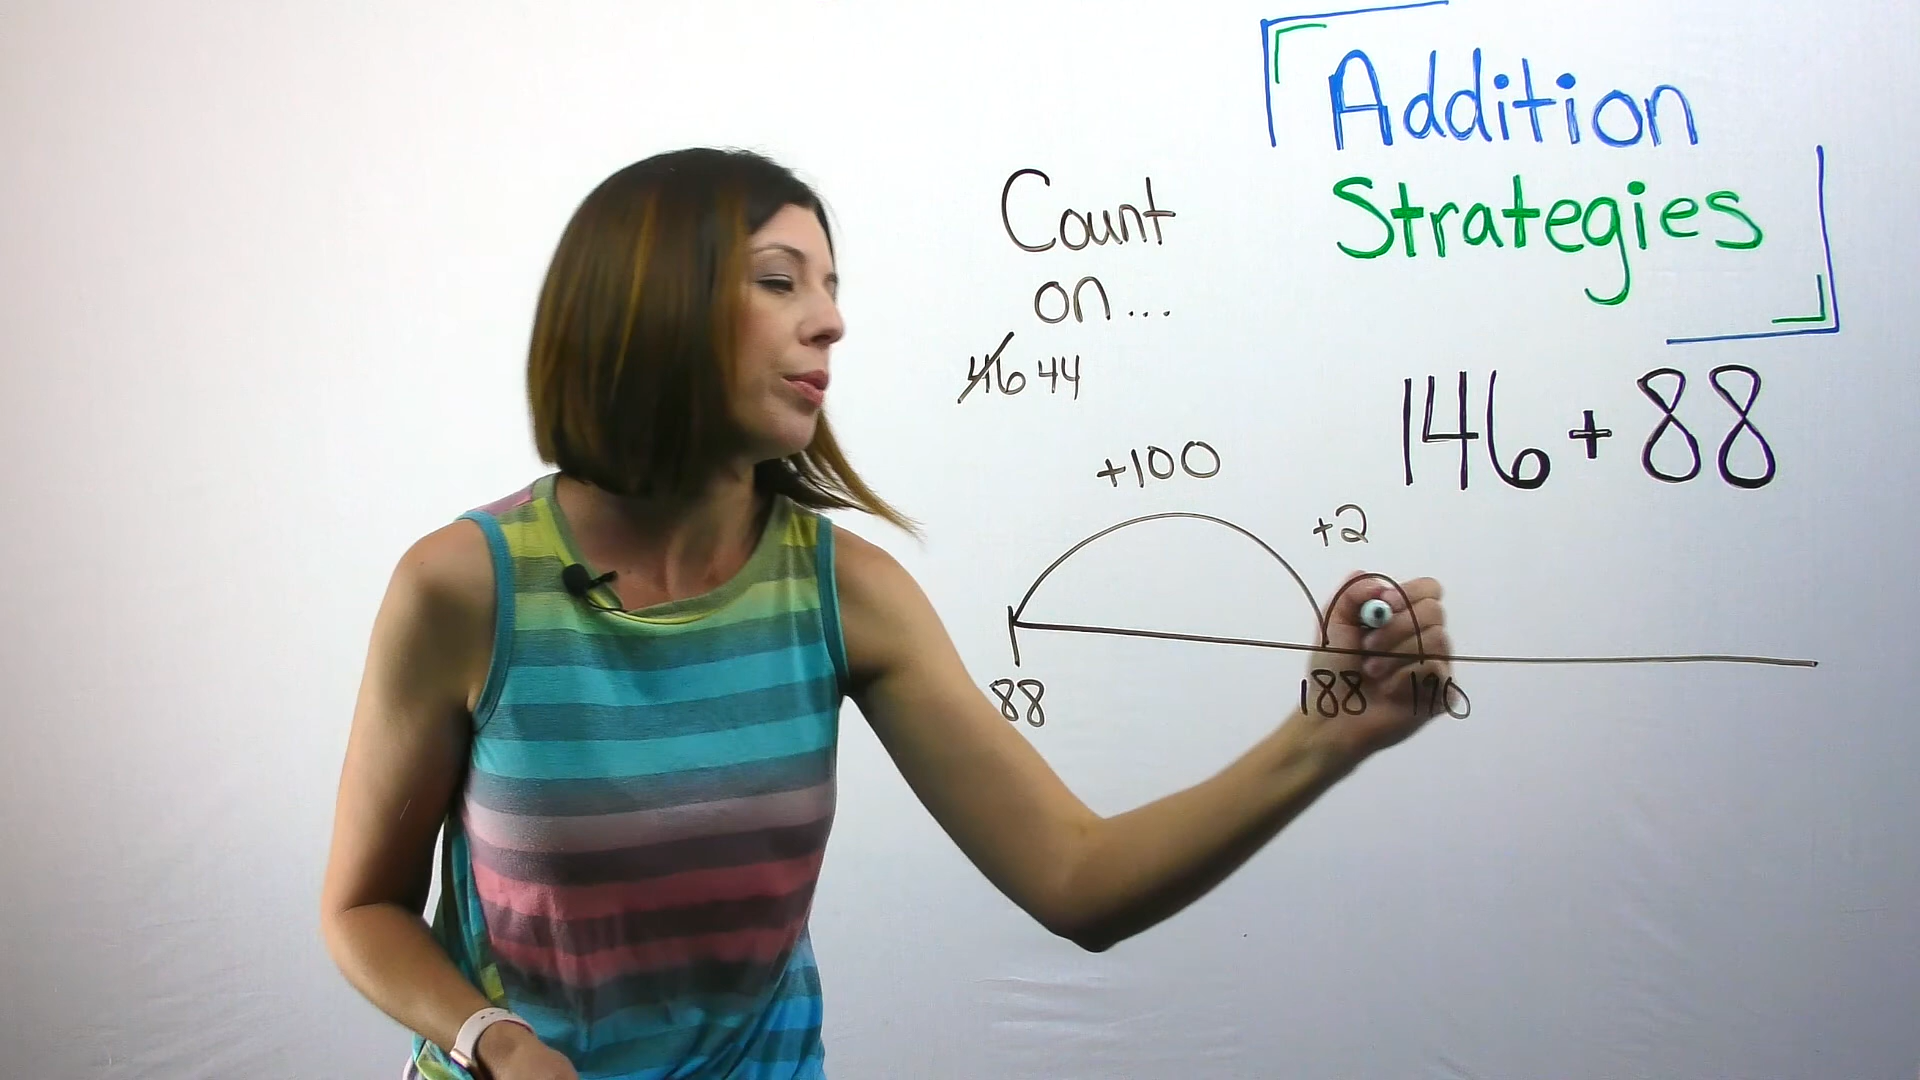 Addition
Strategies
Count
on...
46 44
146 + 88
+100
+2
88 188 190